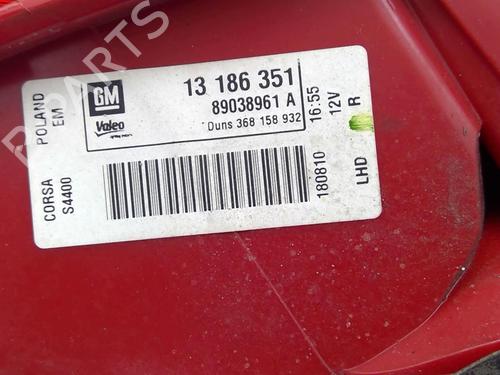 POLAND
EM
GM
Valeo
13 186 351
89038961 A
Duns 368 158 932
CORSA
S4400
180810 16:55
12V
LHD R
PARTS